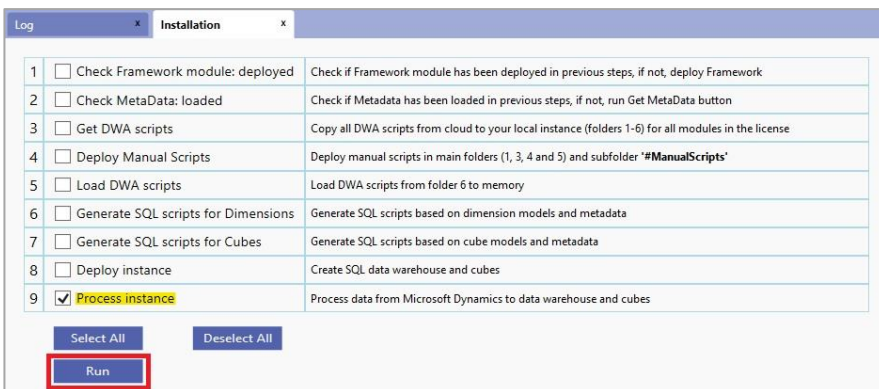 Log x Installation x
1 Check Framework module: deployed Check if Framework module has been deployed in previous steps, if not, deploy Framework
2 Check MetaData: loaded Check if Metadata has been loaded in previous steps, if not, run Get MetaData button
3 Get DWA scripts Copy all DWA scripts from cloud to your local instance (folders 1-6) for all modules in the license
4 Deploy Manual Scripts Deploy manual scripts in main folders (1, 3, 4 and 5) and subfolder '#ManualScripts'
5 Load DWA scripts Load DWA scripts from folder 6 to memory
6 Generate SQL scripts for Dimensions Generate SQL scripts based on dimension models and metadata
7 Generate SQL scripts for Cubes Generate SQL scripts based on cube models and metadata
8 Deploy instance Create SQL data warehouse and cubes
9 Process instance Process data from Microsoft Dynamics to data warehouse and cubes
Select All Deselect All
Run